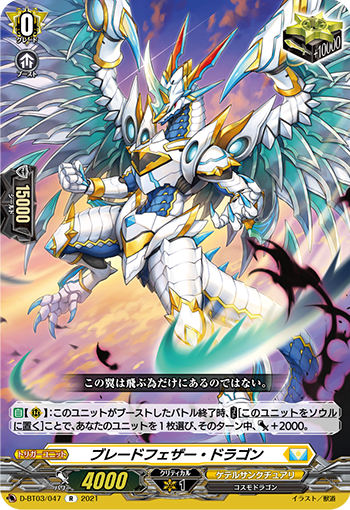 0
グレード
ブースト
+10000
15000
シールド
この翼は飛ぶ為だけにあるのではない。
:このユニットがブーストしたバトル終了時、[このユニットをソウルに置く]ことで、あなたのユニットを1枚選び、そのターン中、+2000。
トリガーユニット
ブレードフェザー・ドラゴン
パワー
4000
クリティカル
1
ケテルサンクチュアリ
コスモドラゴン
D-BT03/047 R 2021
イラスト/獣道